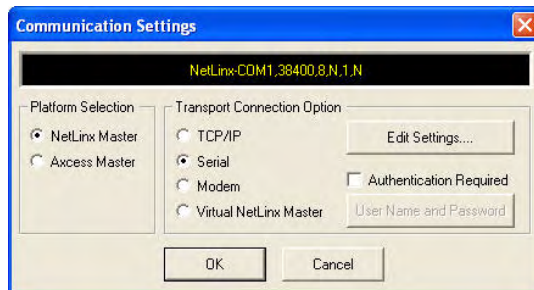 Communication Settings
NetLinx-COM1,38400,8,N,1,N
Platform Selection
NetLinx Master
Axcess Master
Transport Connection Option
TCP/IP
Serial
Modem
Virtual NetLinx Master
Edit Settings....
Authentication Required
User Name and Password
OK
Cancel